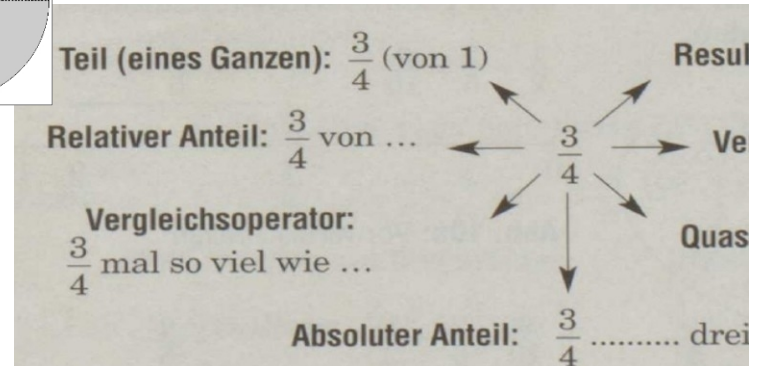 Teil (eines Ganzen): 3/4 (von 1)
Resul
Relativer Anteil: 3/4 von ...
3/4
Ve
Vergleichsoperator:
3/4 mal so viel wie ...
Quas
Absoluter Anteil: 3/4 .......... drei